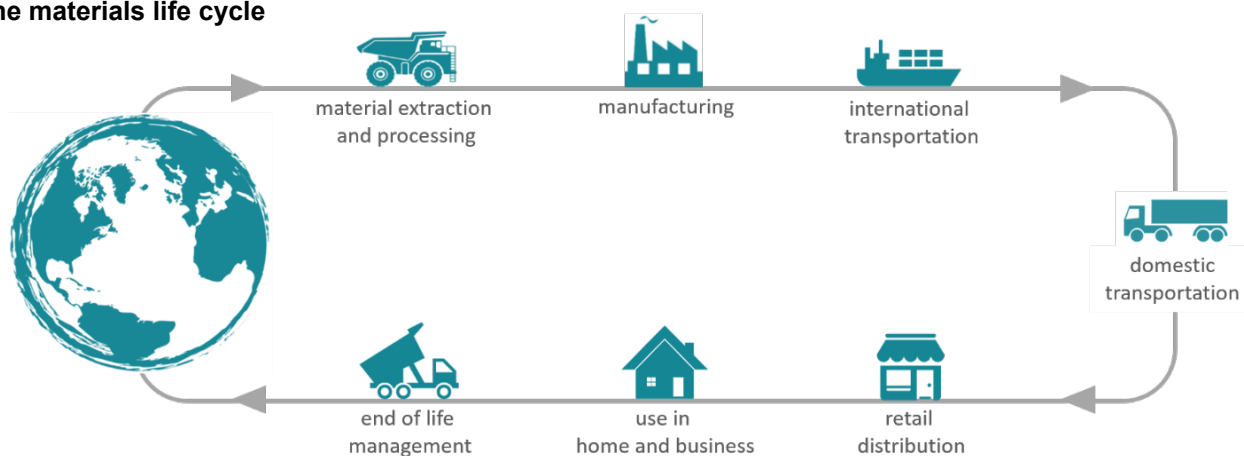 ne materials life cycle
material extraction
and processing
manufacturing
international
transportation
domestic
transportation
retail
distribution
use in
home and business
end of life
management